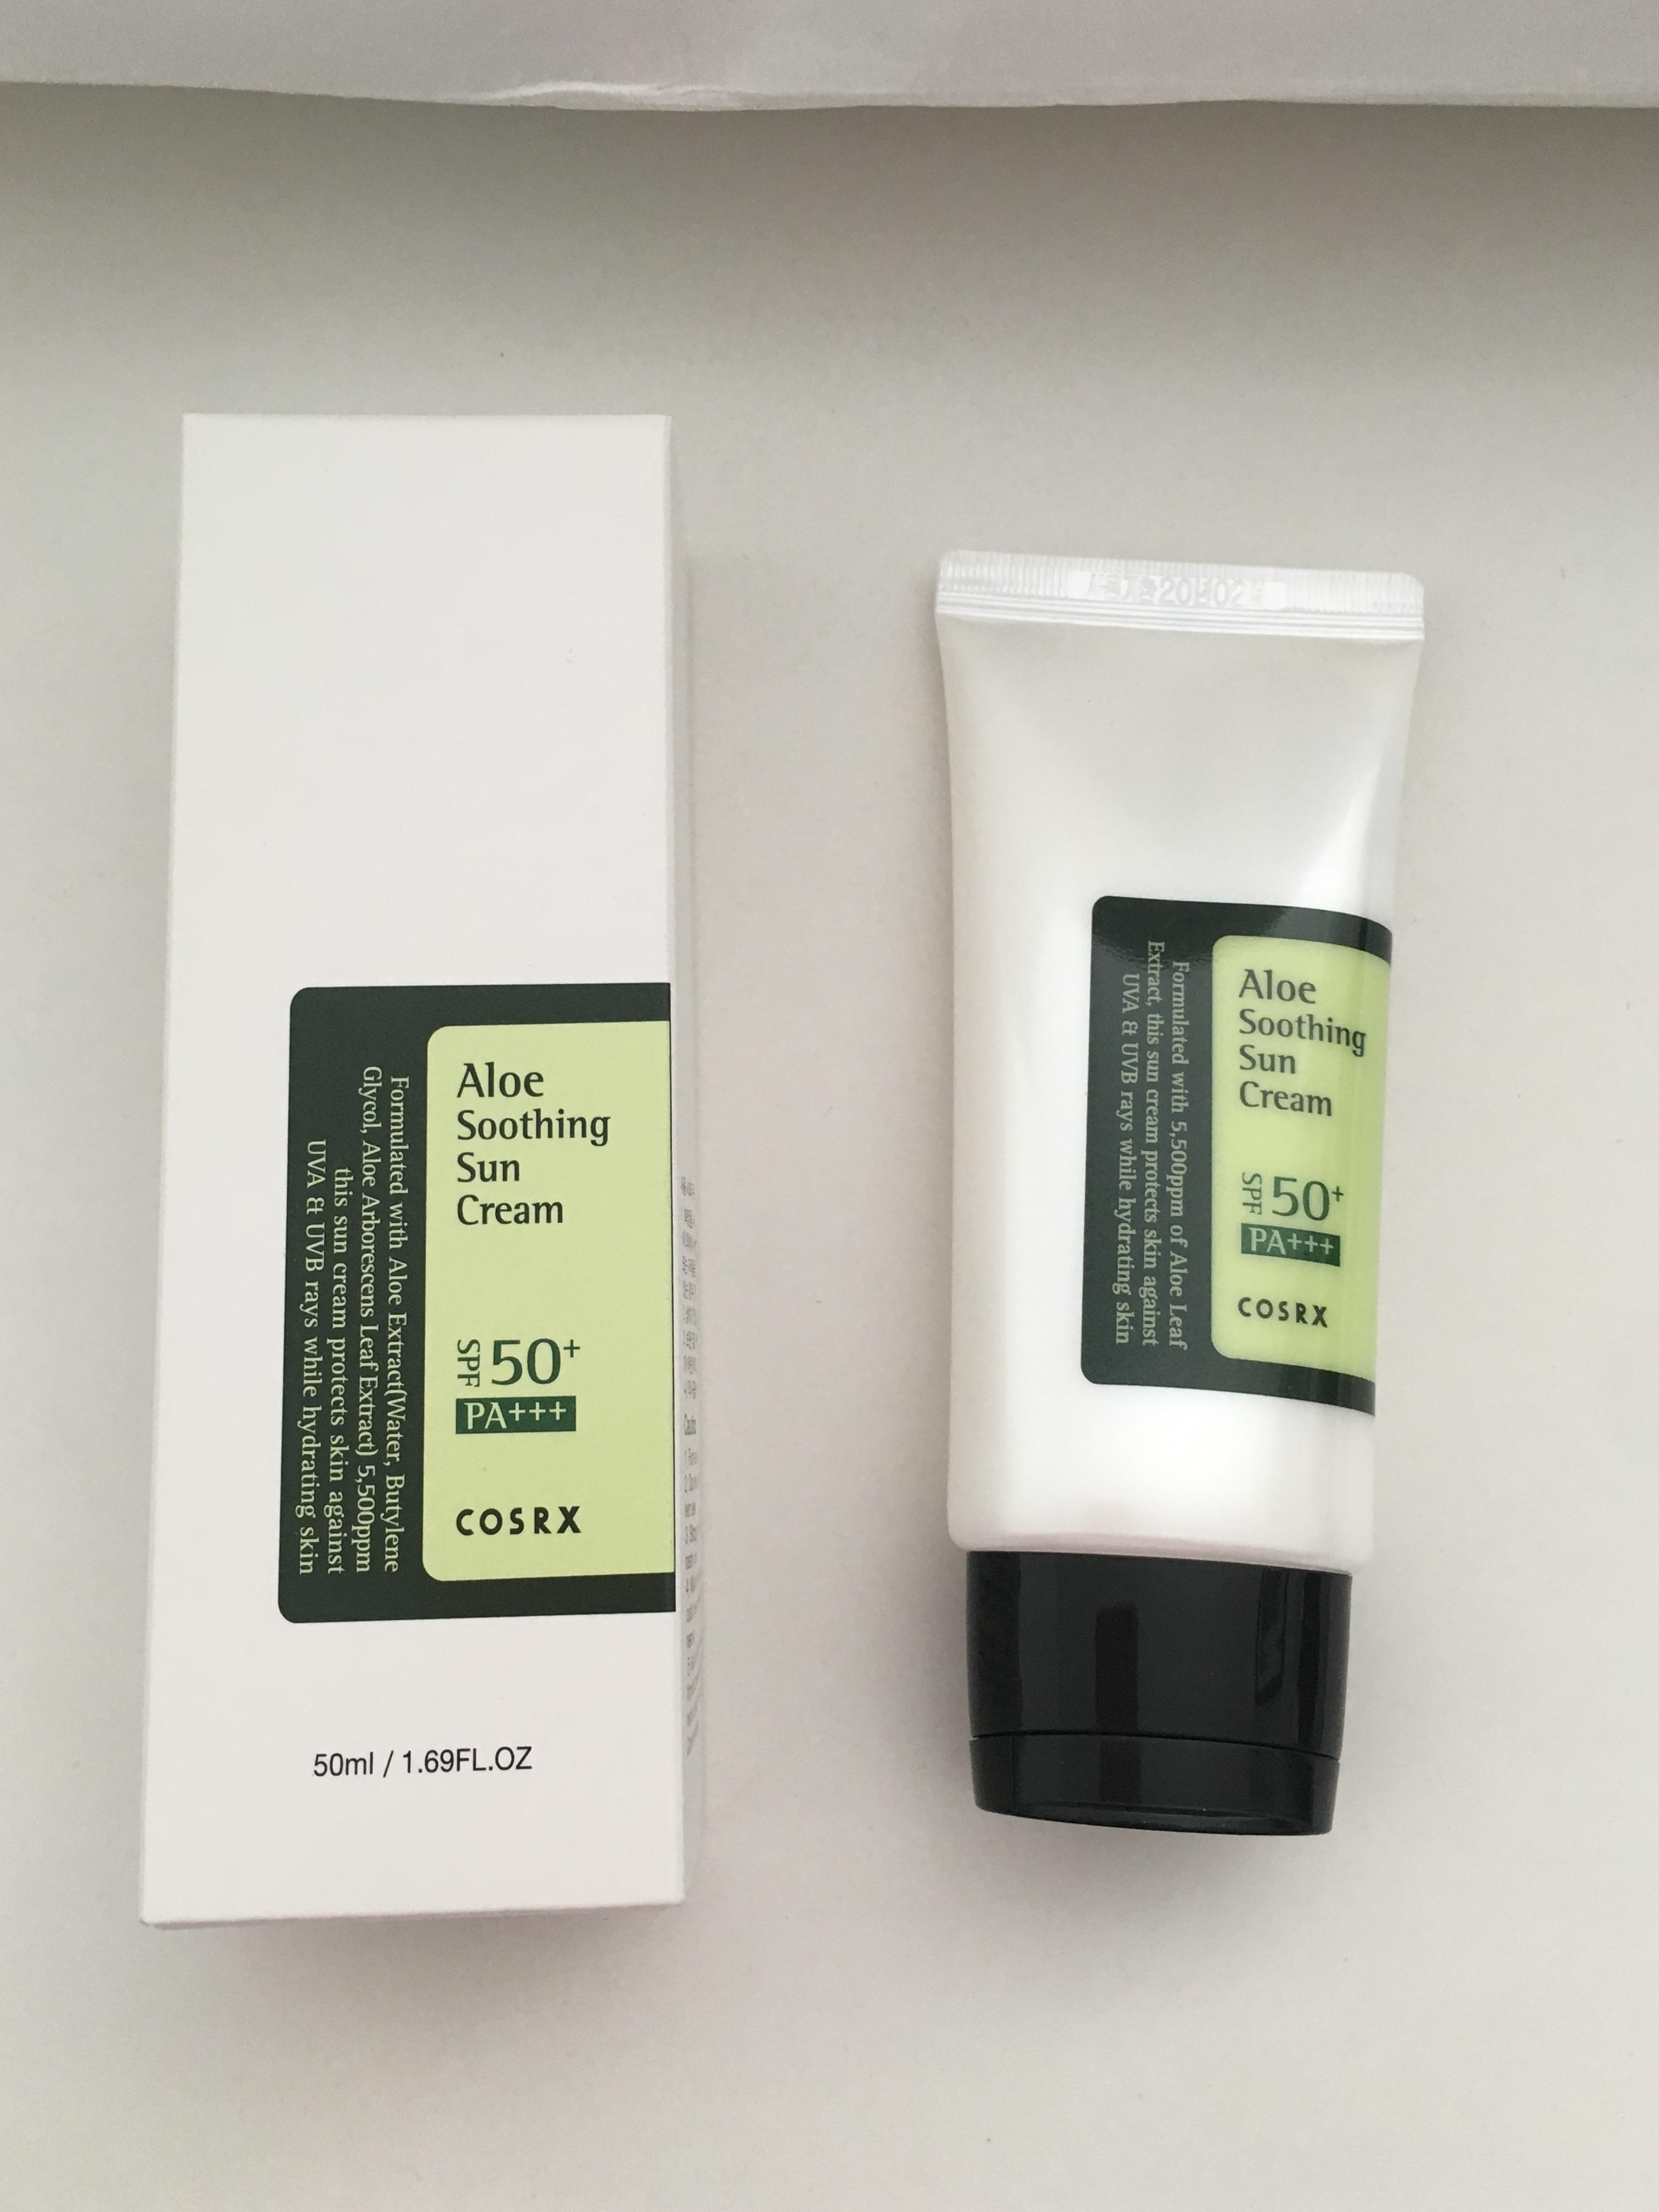 Aloe
Soothing
Sun
Cream
SPF 50+
PA+++
COSRX
Formulated with Aloe Extract(Water, Butylene
Glycol, Aloe Arborescens Leaf Extract) 5,500ppm
this sun cream protects skin against
UVA & UVB rays while hydrating skin
50ml / 1.69FL.OZ
Aloe
Soothing
Sun
Cream
SPF 50+
PA+++
COSRX
Formulated with 5,500ppm of Aloe Leaf
Extract, this sun cream protects skin against
UVA & UVB rays while hydrating skin